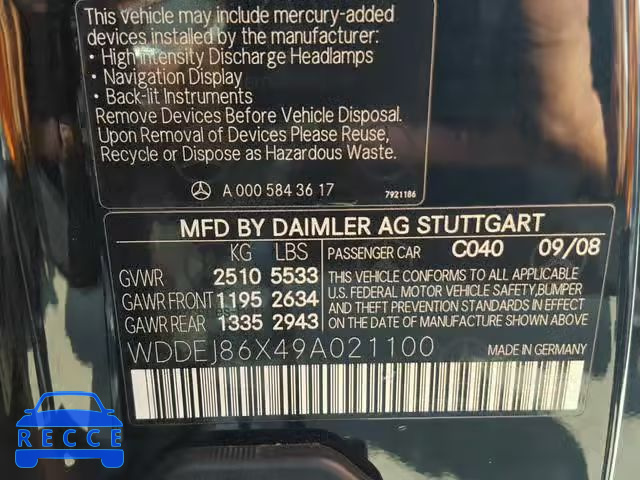 This vehicle may include mercury-added
devices installed by the manufacturer:
• High Intensity Discharge Headlamps
• Navigation Display
• Back-lit Instruments
Remove Devices Before Vehicle Disposal.
Upon Removal of Devices Please Reuse,
Recycle or Dispose as Hazardous Waste.
A 000 584 36 17 7921186
MFD BY DAIMLER AG STUTTGART
KG LBS PASSENGER CAR C040 09/08
GVWR 2510 5533
GAWR FRONT 1195 2634
GAWR REAR 1335 2943
THIS VEHICLE CONFORMS TO ALL APPLICABLE
U.S. FEDERAL MOTOR VEHICLE SAFETY,BUMPER
AND THEFT PREVENTION STANDARDS IN EFFECT
ON THE DATE OF MANUFACTURE SHOWN ABOVE
WDDEJ86X49A021100
MADE IN GERMANY
RECCE